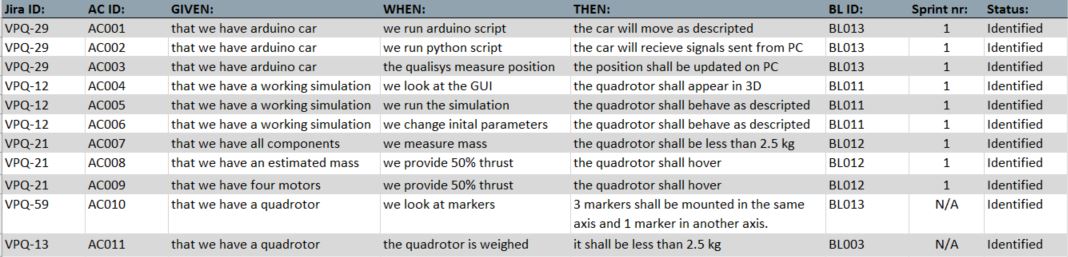 Jira ID: AC ID: GIVEN: WHEN: THEN: BL ID: Sprint nr: Status:
VPQ-29 AC001 that we have arduino car we run arduino script the car will move as descripted BL013 1 Identified
VPQ-29 AC002 that we have arduino car we run python script the car will recieve signals sent from PC BL013 1 Identified
VPQ-29 AC003 that we have arduino car the qualisys measure position the position shall be updated on PC BL013 1 Identified
VPQ-12 AC004 that we have a working simulation we look at the GUI the quadrotor shall appear in 3D BL011 1 Identified
VPQ-12 AC005 that we have a working simulation we run the simulation the quadrotor shall behave as descripted BL011 1 Identified
VPQ-12 AC006 that we have a working simulation we change inital parameters the quadrotor shall behave as descripted BL011 1 Identified
VPQ-21 AC007 that we have all components we measure mass the quadrotor shall be less than 2.5 kg BL012 1 Identified
VPQ-21 AC008 that we have an estimated mass we provide 50% thrust the quadrotor shall hover BL012 1 Identified
VPQ-21 AC009 that we have four motors we provide 50% thrust the quadrotor shall hover BL012 1 Identified
VPQ-59 AC010 that we have a quadrotor we look at markers 3 markers shall be mounted in the same BL013 N/A Identified
axis and 1 marker in another axis.
VPQ-13 AC011 that we have a quadrotor the quadrotor is weighed it shall be less than 2.5 kg BL003 N/A Identified